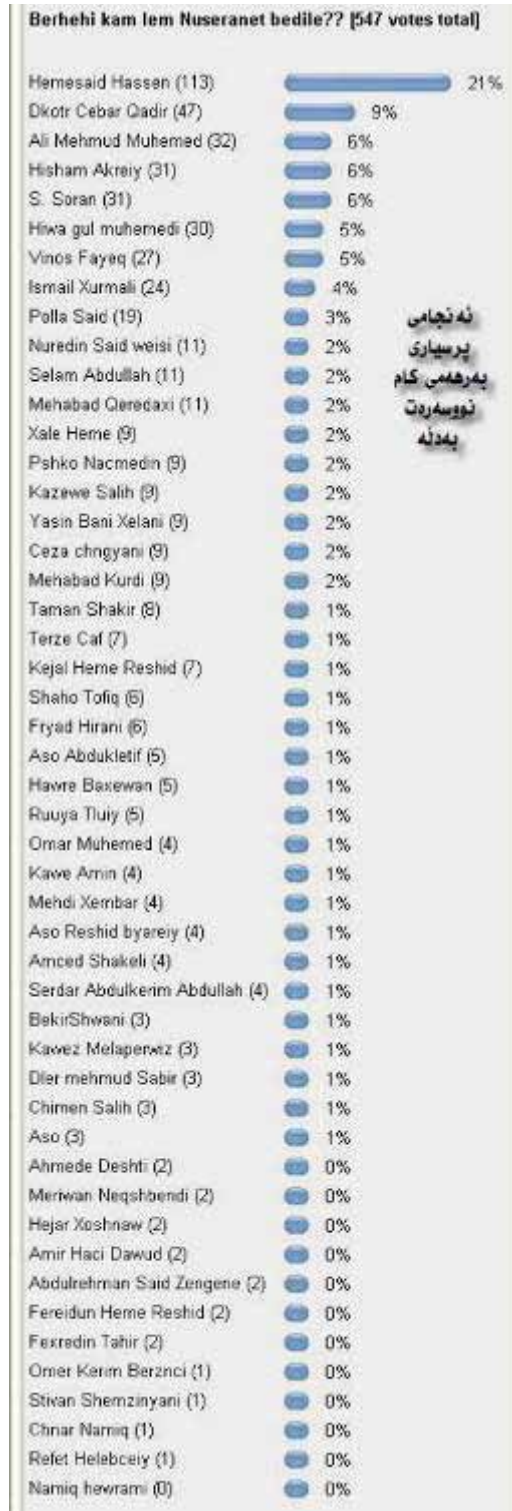 Berhehi kam lem Nuseranet bedile?? [547 votes total]
Hemesaid Hassen (113) 21%
Dkotr Cebar Qadir (47) 9%
Ali Mehmud Muhemed (32) 6%
Hisham Akreiy (31) 6%
S. Soran (31) 6%
Hiwa gul muhemedi (30) 5%
Vinos Fayeq (27) 5%
Ismail Xurmali (24) 4%
Polla Said (19) 3%
Nuredin Said weisi (11) 2%
Selam Abdullah (11) 2%
Mehabad Qeredaxi (11) 2%
Xale Heme (9) 2%
Pshko Nacmedin (9) 2%
Kazewe Salih (9) 2%
Yasin Bani Xelani (9) 2%
Ceza chngyani (9) 2%
Mehabad Kurdi (9) 2%
Taman Shakir (8) 1%
Terze Caf (7) 1%
Kejal Heme Reshid (7) 1%
Shaho Tofiq (6) 1%
Fryad Hirani (6) 1%
Aso Abdukletif (5) 1%
Hawre Baxewan (5) 1%
Ruuya Tluiy (5) 1%
Omar Muhemed (4) 1%
Kawe Amin (4) 1%
Mehdi Xembar (4) 1%
Aso Reshid byareiy (4) 1%
Amced Shakeli (4) 1%
Serdar Abdulkerim Abdullah (4) 1%
BekirShwani (3) 1%
Kawez Melaperwiz (3) 1%
Dler mehmud Sabir (3) 1%
Chimen Salih (3) 1%
Aso (3) 1%
Ahmede Deshti (2) 0%
Meriwan Neqshbendi (2) 0%
Hejar Xoshnaw (2) 0%
Amir Haci Dawud (2) 0%
Abdulrehman Said Zengene (2) 0%
Fereidun Heme Reshid (2) 0%
Fexredin Tahir (2) 0%
Omer Kerim Berznci (1) 0%
Stivan Shemzinyani (1) 0%
Chnar Namiq (1) 0%
Refet Helebceiy (1) 0%
Namiq hewrami (0) 0%
ئەنجامی
پرسیاری
بەرهەمی کام
نووسەرت
بەدڵە